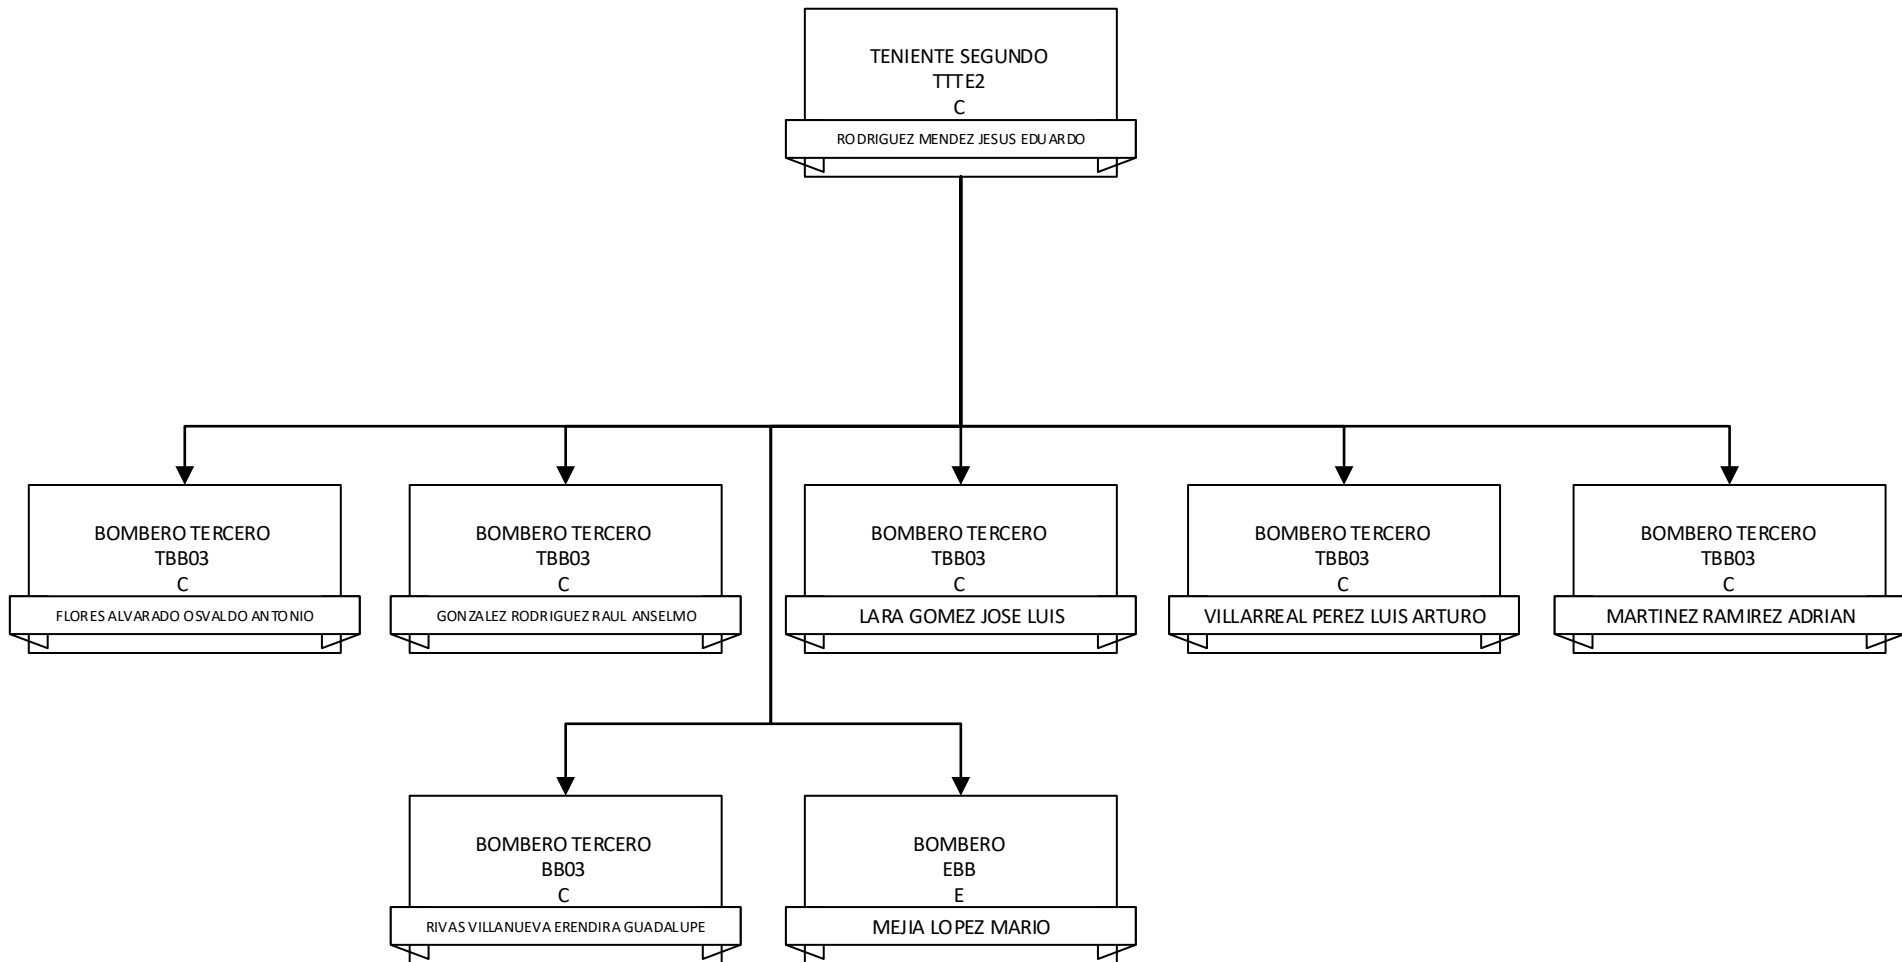 TENIENTE SEGUNDO
TTTE2
C
RODRIGUEZ MENDEZ JESUS EDUARDO
BOMBERO TERCERO
TBB03
C
FLORES ALVARADO OSVALDO ANTONIO
BOMBERO TERCERO
TBB03
C
GONZALEZ RODRIGUEZ RAUL ANSELMO
BOMBERO TERCERO
TBB03
C
LARA GOMEZ JOSE LUIS
BOMBERO TERCERO
TBB03
C
VILLARREAL PEREZ LUIS ARTURO
BOMBERO TERCERO
TBB03
C
MARTINEZ RAMIREZ ADRIAN
BOMBERO TERCERO
BB03
C
RIVAS VILLANUEVA ERENDIRA GUADALUPE
BOMBERO
EBB
E
MEJIA LOPEZ MARIO